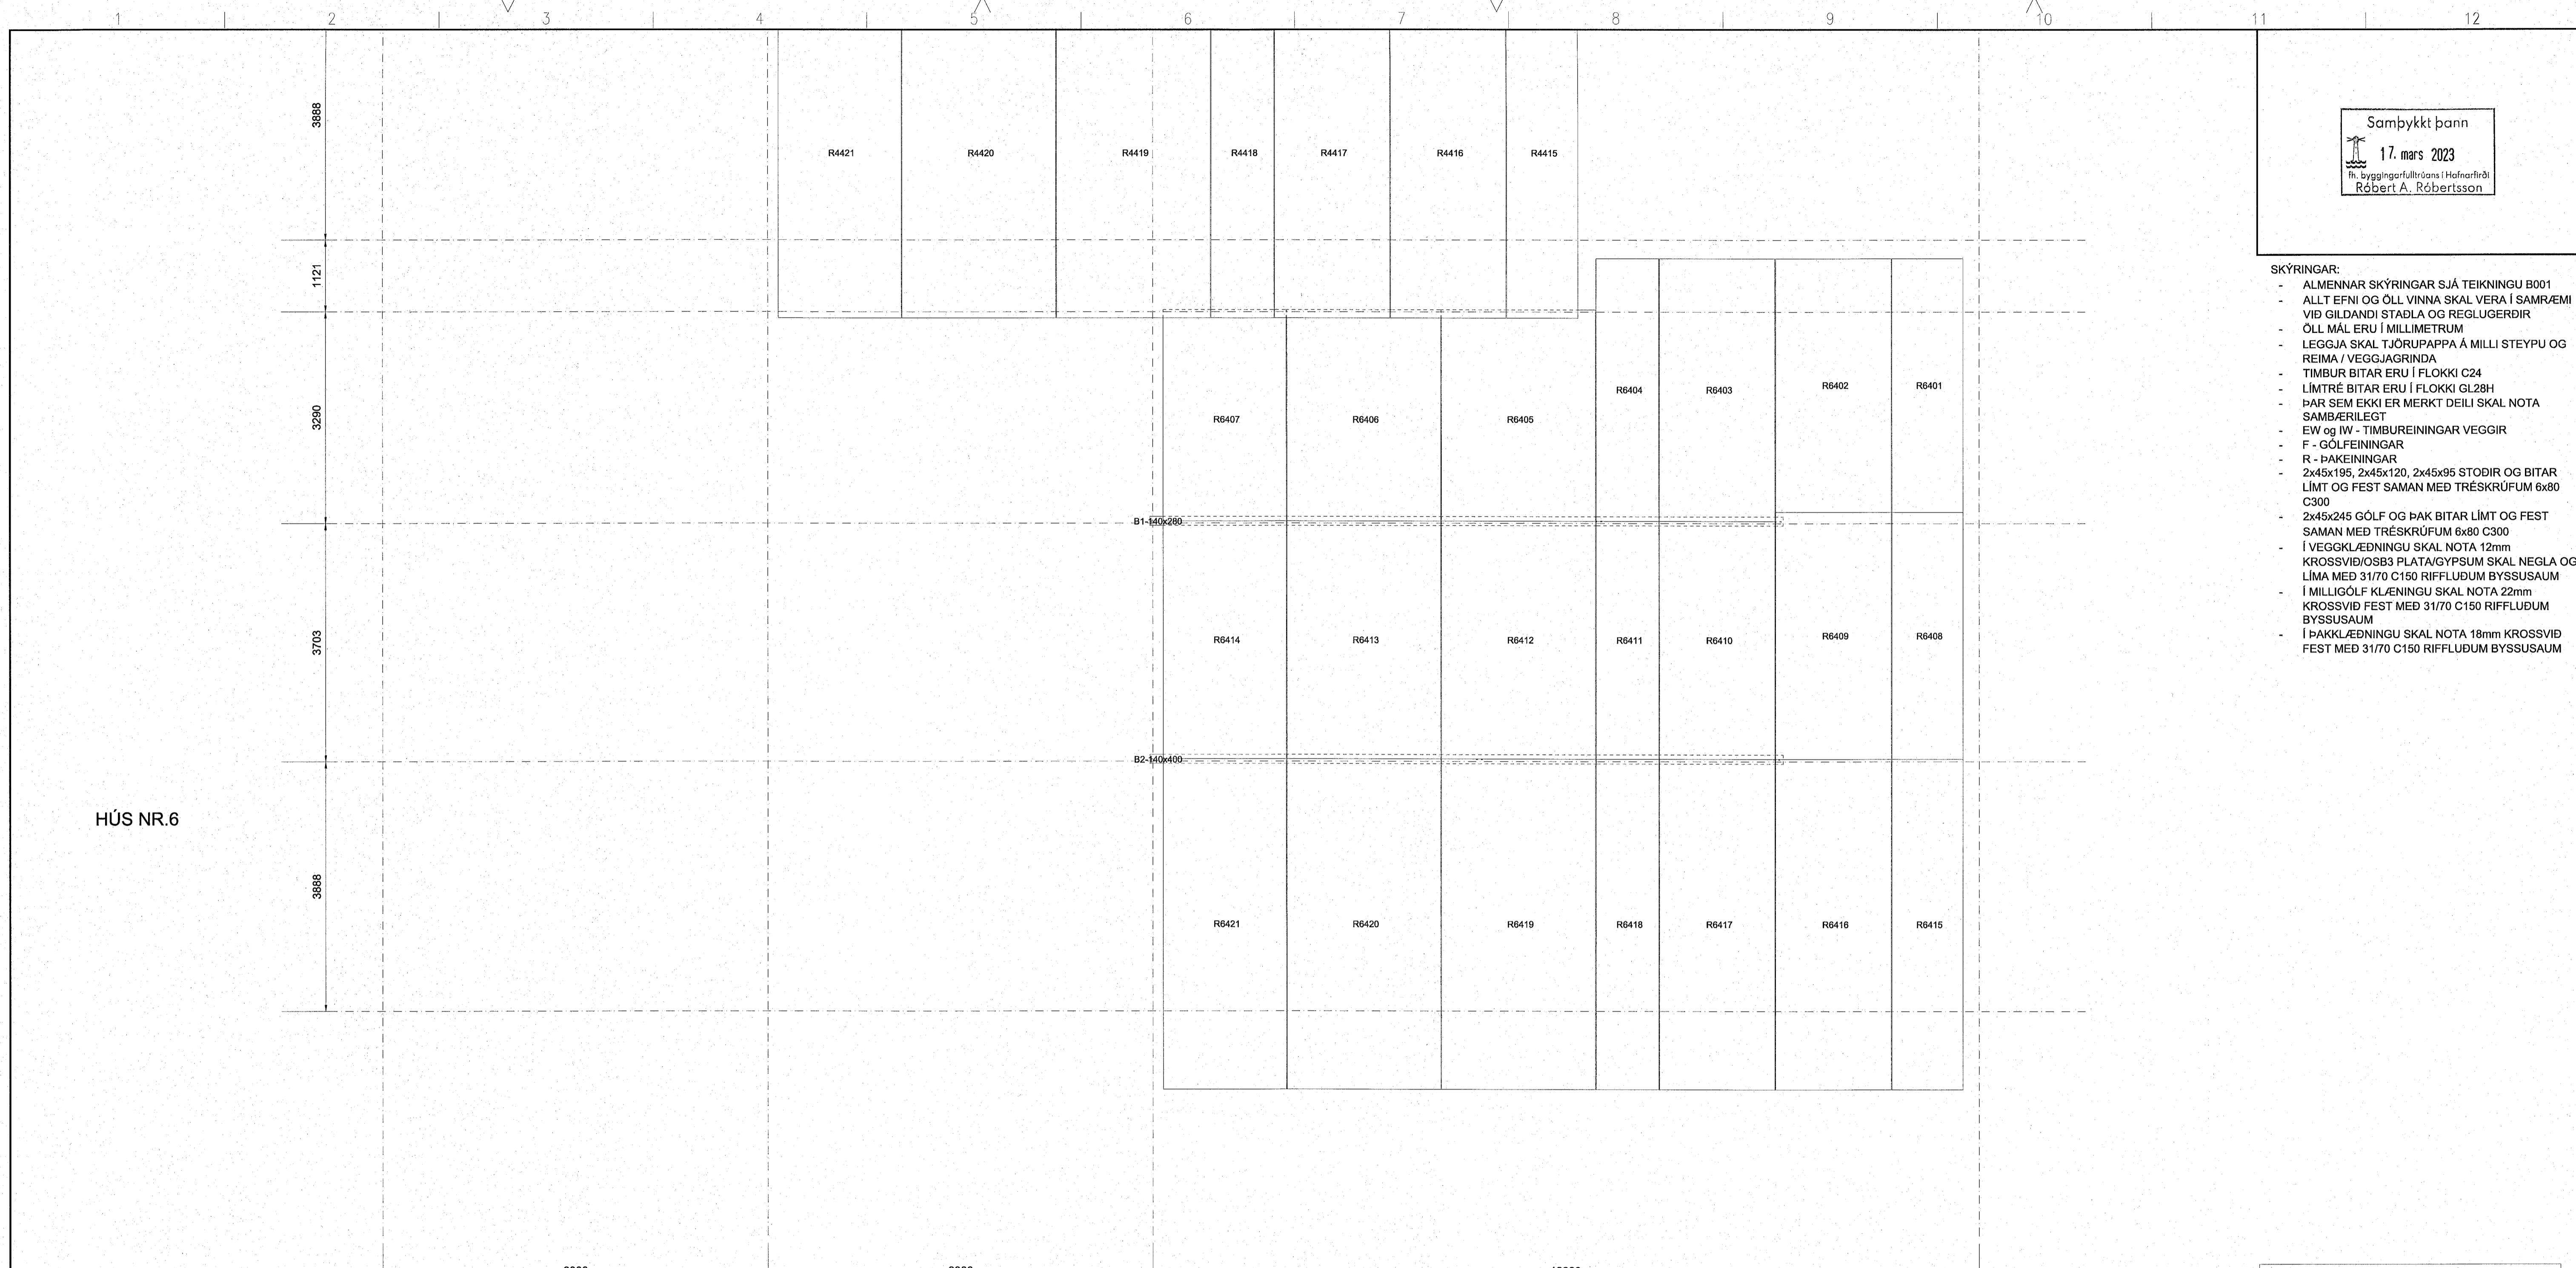 1 2 3 4 5 6 7 8 9 10 11 12
3888
1121
3290
3703
3888
HÚS NR.6
R4421 R4420 R4419 R4418 R4417 R4416 R4415
R6407 R6406 R6405 R6404 R6403 R6402 R6401
B1-140x280
R6414 R6413 R6412 R6411 R6410 R6409 R6408
B2-140x400
R6421 R6420 R6419 R6418 R6417 R6416 R6415
Samþykkt þann
17. mars 2023
fh. byggingarfulltrúans í Hafnarfirði
Róbert A. Róbertsson
SKÝRINGAR:
- ALMENNAR SKÝRINGAR SJÁ TEIKNINGU B001
- ALLT EFNI OG ÖLL VINNA SKAL VERA Í SAMRÆMI
VIÐ GILDANDI STAÐLA OG REGLUGERÐIR
- ÖLL MÁL ERU Í MILLIMETRUM
- LEGGJA SKAL TJÖRUPAPPA Á MILLI STEYPU OG
REIMA / VEGGJAGRINDA
- TIMBUR BITAR ERU Í FLOKKI C24
- LÍMTRÉ BITAR ERU Í FLOKKI GL28H
- ÞAR SEM EKKI ER MERKT DEILI SKAL NOTA
SAMBÆRILEGT
- EW og IW - TIMBUREININGAR VEGGIR
- F - GÓLFEININGAR
- R - ÞAKEININGAR
- 2x45x195, 2x45x120, 2x45x95 STOÐIR OG BITAR
LÍMT OG FEST SAMAN MEÐ TRÉSKRÚFUM 6x80
C300
- 2x45x245 GÓLF OG ÞAK BITAR LÍMT OG FEST
SAMAN MEÐ TRÉSKRÚFUM 6x80 C300
- Í VEGGKLÆÐNINGU SKAL NOTA 12mm
KROSSVIÐ/OSB3 PLATA/GYPSUM SKAL NEGLA OG
LÍMA MEÐ 31/70 C150 RIFFLUÐUM BYSSUSAUM
- Í MILLIGÓLF KLÆNINGU SKAL NOTA 22mm
KROSSVIÐ FEST MEÐ 31/70 C150 RIFFLUÐUM
BYSSUSAUM
- Í ÞAKKLÆÐNINGU SKAL NOTA 18mm KROSSVIÐ
FEST MEÐ 31/70 C150 RIFFLUÐUM BYSSUSAUM